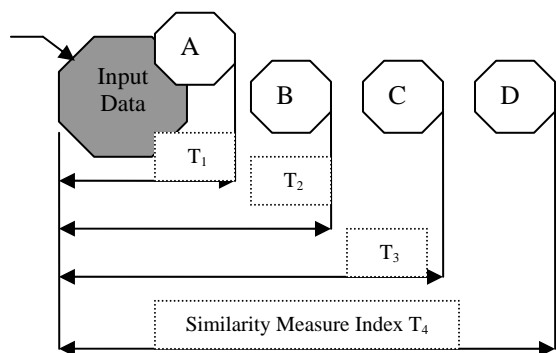 A
Input
Data
B
C
D
T₁
T₂
T₃
Similarity Measure Index T₄